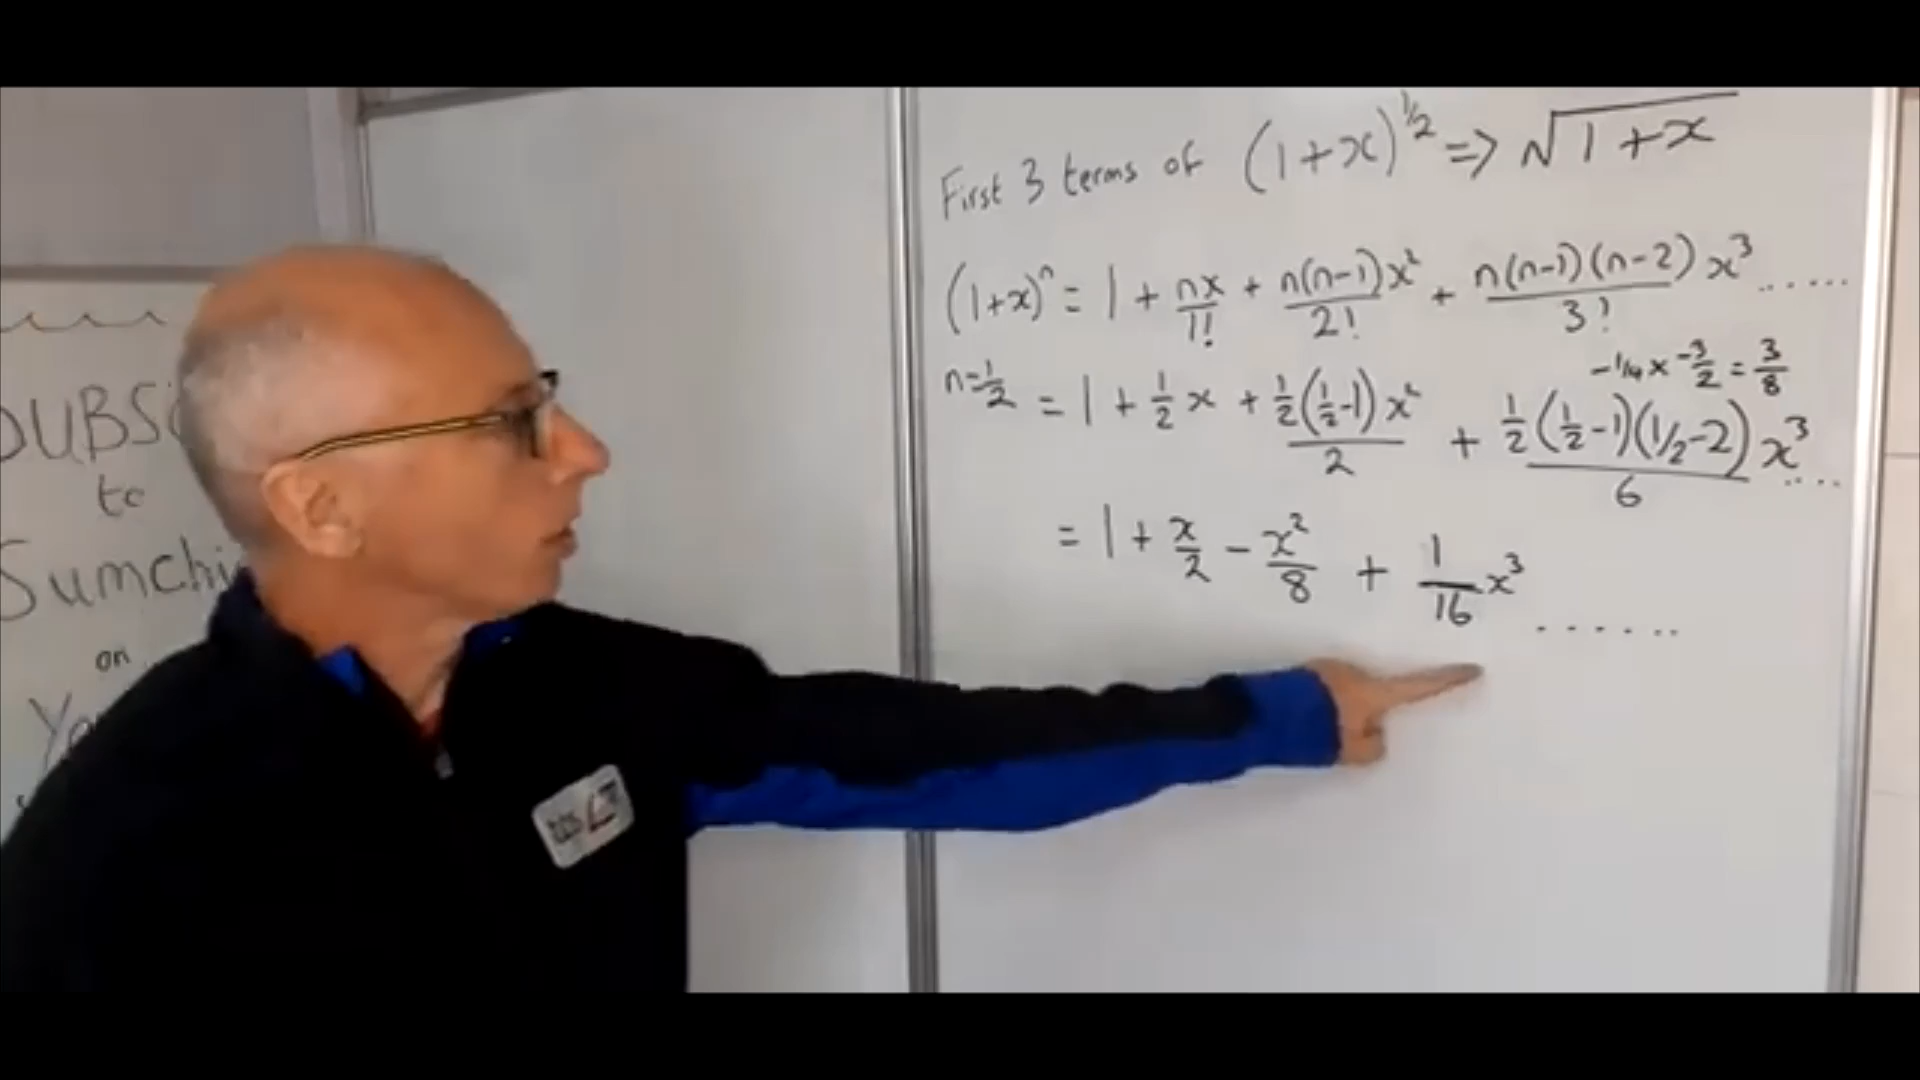 First 3 terms of (1+x)^½ => √1+x
(1+x)^n = 1 + nx/1! + n(n-1)x²/2! + n(n-1)(n-2)x³/3! ......
-1/4 x -3/2 = 3/8
n=1/2 = 1 + 1/2 x + 1/2(1/2-1)x²/2 + 1/2(1/2-1)(1/2-2)x³/6 ....
= 1 + x/2 - x²/8 + 1/16 x³ ......
to
Sumchi
on